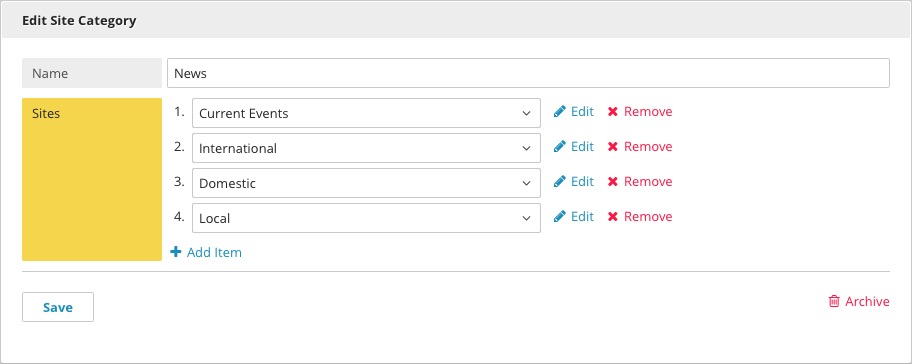 Edit Site Category
Name News
Sites 1. Current Events Edit Remove
2. International Edit Remove
3. Domestic Edit Remove
4. Local Edit Remove
Add Item
Save Archive